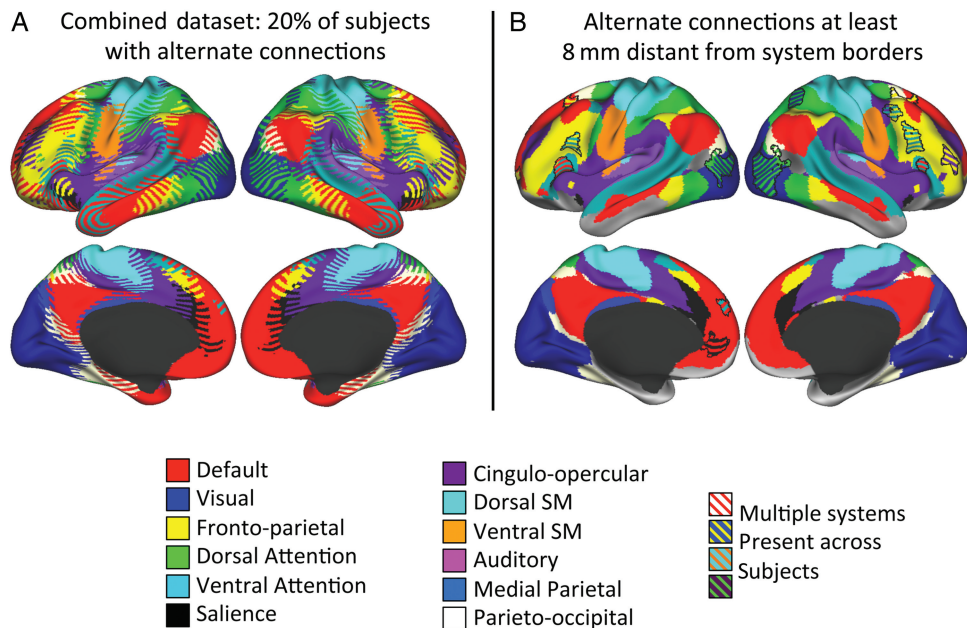 A
Combined dataset: 20% of subjects
with alternate connections
B
Alternate connections at least
8 mm distant from system borders
Default
Visual
Fronto-parietal
Dorsal Attention
Ventral Attention
Salience
Cingulo-opercular
Dorsal SM
Ventral SM
Auditory
Medial Parietal
Parieto-occipital
Multiple systems
Present across
Subjects